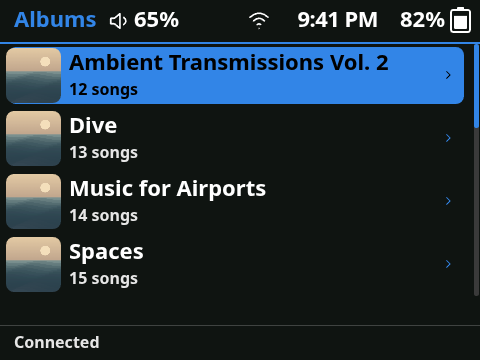 Albums 65% 9:41 PM 82%
Ambient Transmissions Vol. 2
12 songs
Dive
13 songs
Music for Airports
14 songs
Spaces
15 songs
Connected